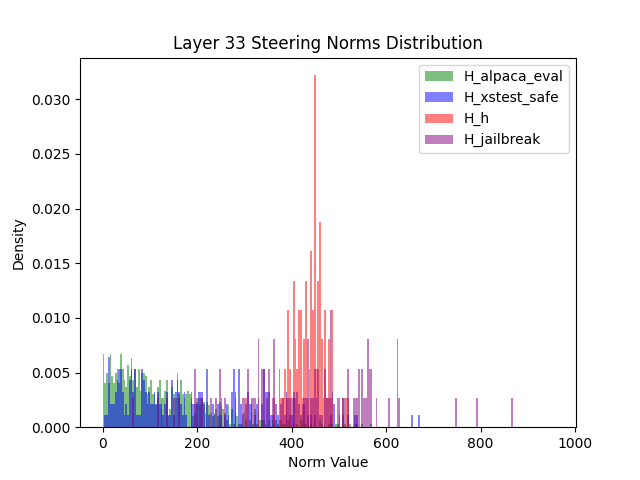 Layer 33 Steering Norms Distribution
H_alpaca_eval
H_xstest_safe
H_h
H_jailbreak
Density
0.030
0.025
0.020
0.015
0.010
0.005
0.000
0 200 400 600 800 1000
Norm Value